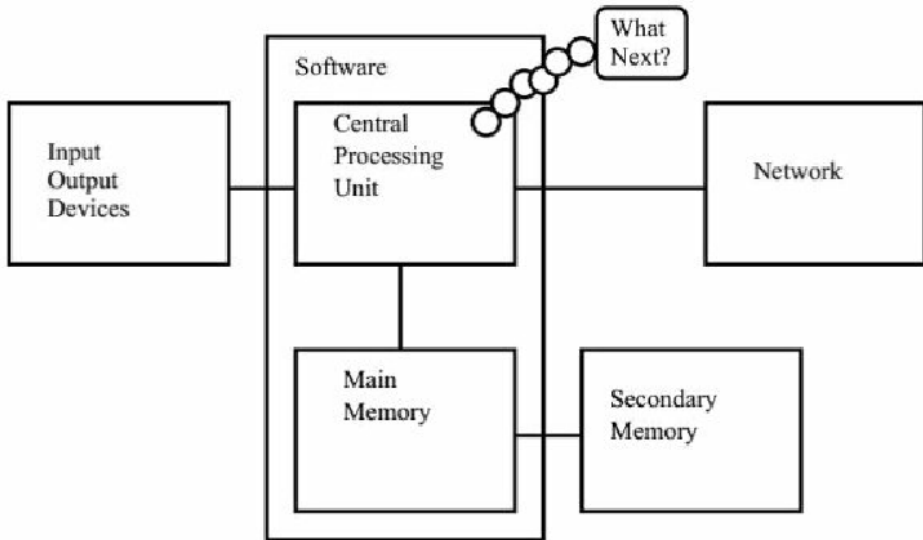 What
Next?
Software
Central
Processing
Unit
Input
Output
Devices
Network
Main
Memory
Secondary
Memory